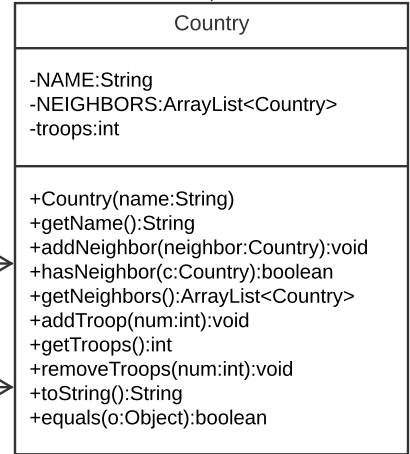 Country
-NAME:String
-NEIGHBORS:ArrayList<Country>
-troops:int
+Country(name:String)
+getName():String
+addNeighbor(neighbor:Country):void
+hasNeighbor(c:Country):boolean
+getNeighbors():ArrayList<Country>
+addTroop(num:int):void
+getTroops():int
+removeTroops(num:int):void
+toString():String
+equals(o:Object):boolean